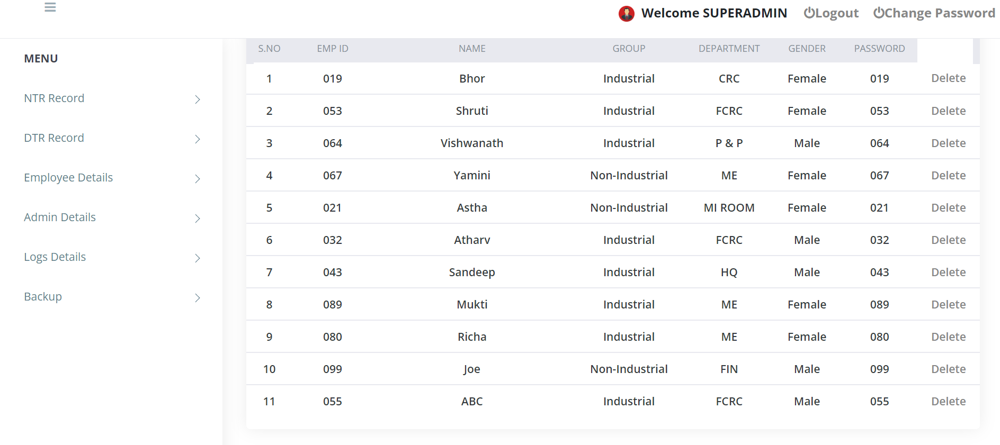 Welcome SUPERADMIN Logout Change Password
MENU
NTR Record
DTR Record
Employee Details
Admin Details
Logs Details
Backup
S.NO EMP ID NAME GROUP DEPARTMENT GENDER PASSWORD
1 019 Bhor Industrial CRC Female 019 Delete
2 053 Shruti Industrial FCRC Female 053 Delete
3 064 Vishwanath Industrial P & P Male 064 Delete
4 067 Yamini Non-Industrial ME Female 067 Delete
5 021 Astha Non-Industrial MI ROOM Female 021 Delete
6 032 Atharv Industrial FCRC Male 032 Delete
7 043 Sandeep Industrial HQ Male 043 Delete
8 089 Mukti Industrial ME Female 089 Delete
9 080 Richa Industrial ME Female 080 Delete
10 099 Joe Non-Industrial FIN Male 099 Delete
11 055 ABC Industrial FCRC Male 055 Delete